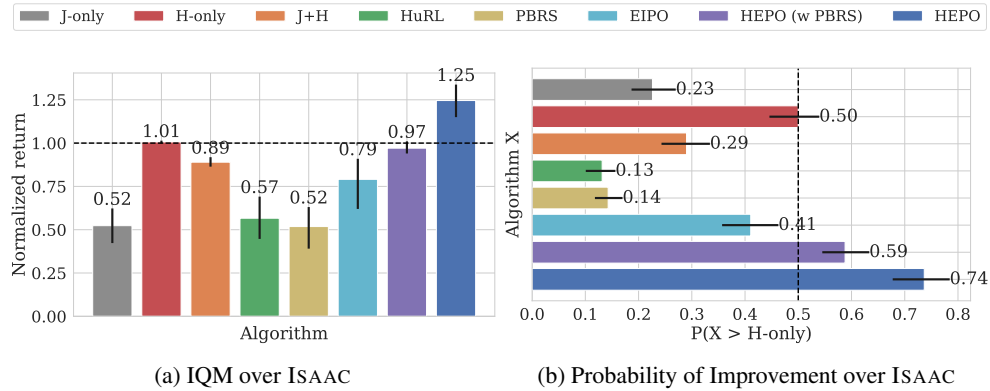 J-only H-only J+H HuRL PBRS EIPO HEPO (w PBRS) HEPO
Normalized return
1.25
1.00
0.75
0.50
0.25
0.00
0.52
1.01
0.89
0.57
0.52
0.79
0.97
1.25
Algorithm
(a) IQM over ISAAC
Algorithm X
0.23
0.50
0.29
0.13
0.14
0.41
0.59
0.74
0.0 0.1 0.2 0.3 0.4 0.5 0.6 0.7 0.8
P(X > H-only)
(b) Probability of Improvement over ISAAC